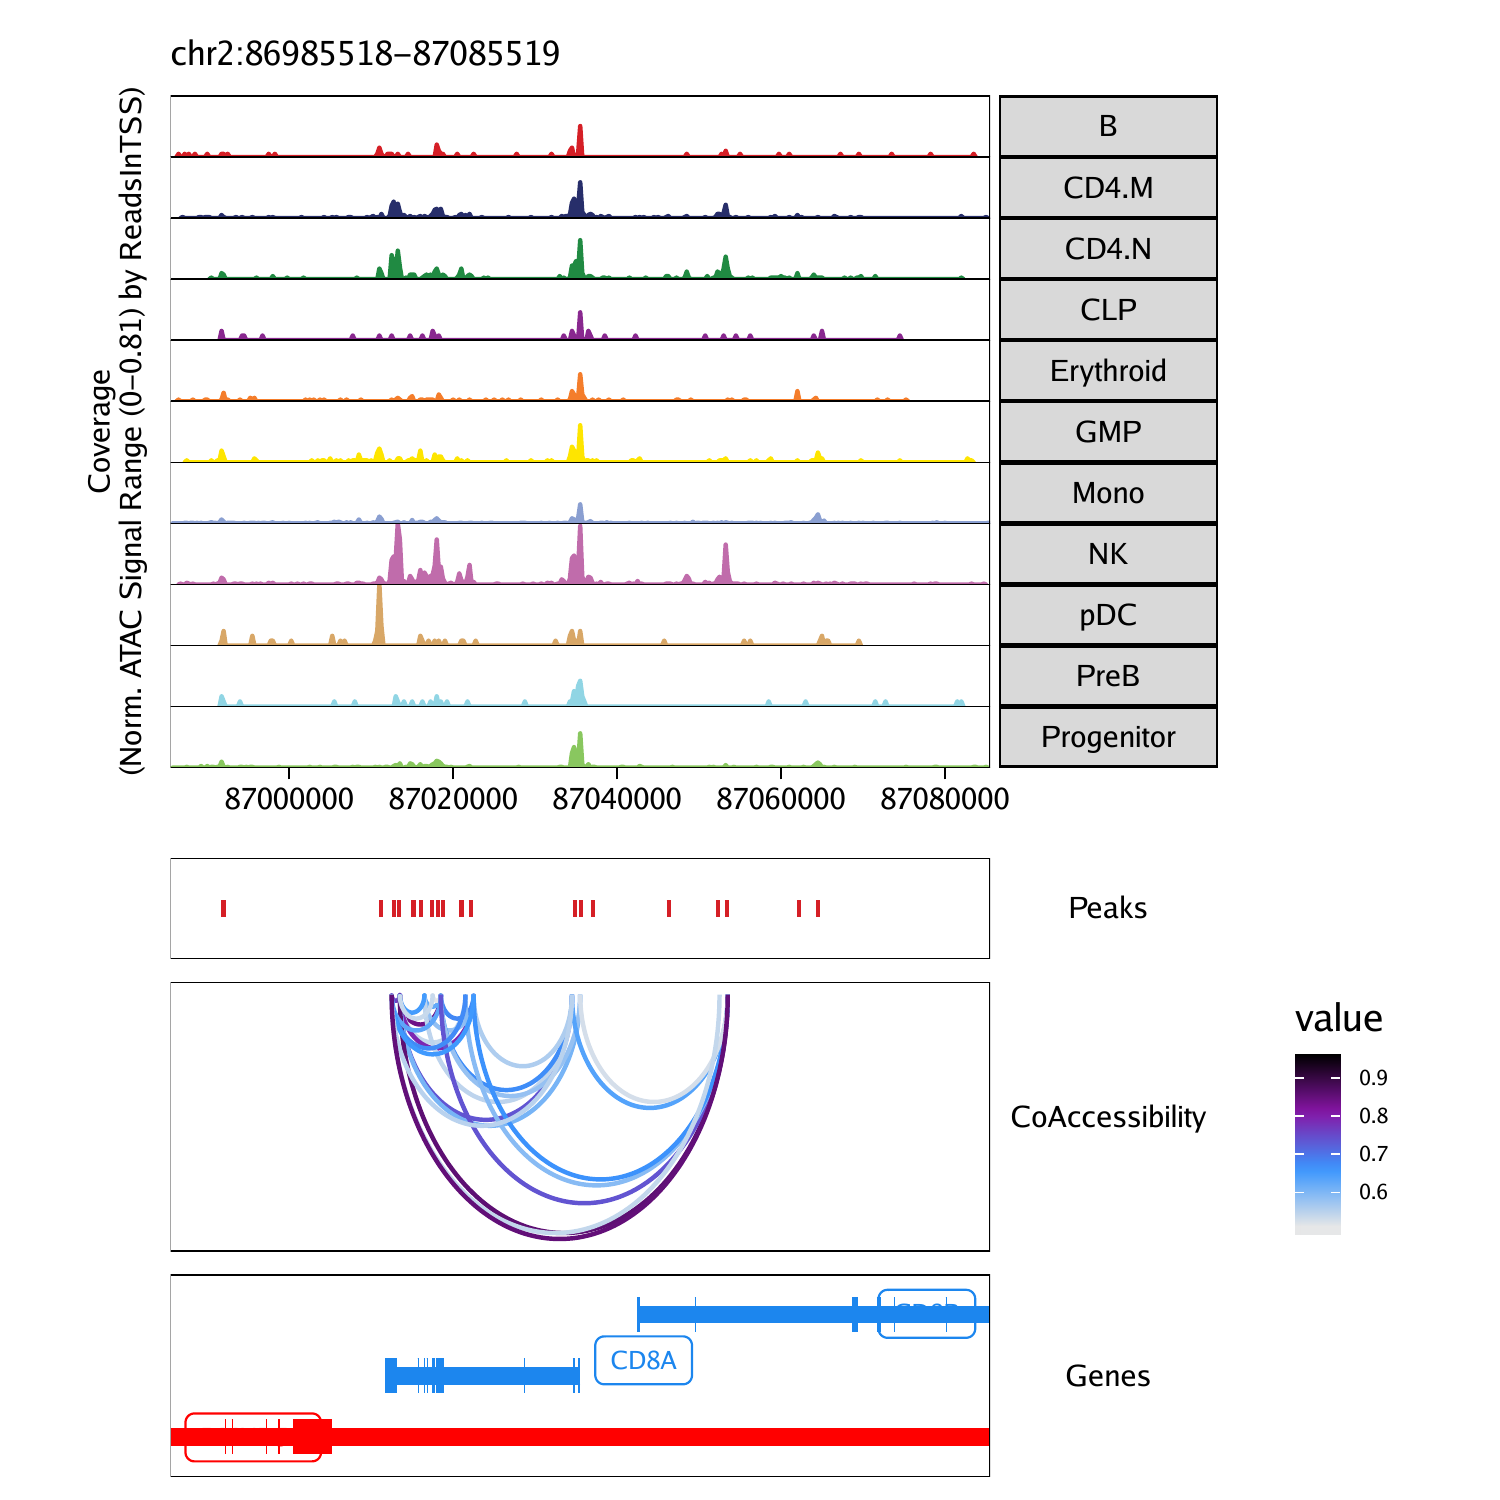 chr2:86985518−87085519
Coverage
(Norm. ATAC Signal Range (0−0.81) by ReadsInTSS)
B
CD4.M
CD4.N
CLP
Erythroid
GMP
Mono
NK
pDC
PreB
Progenitor
87000000 87020000 87040000 87060000 87080000
Peaks
CoAccessibility
value
0.9
0.8
0.7
0.6
CD8A
Genes